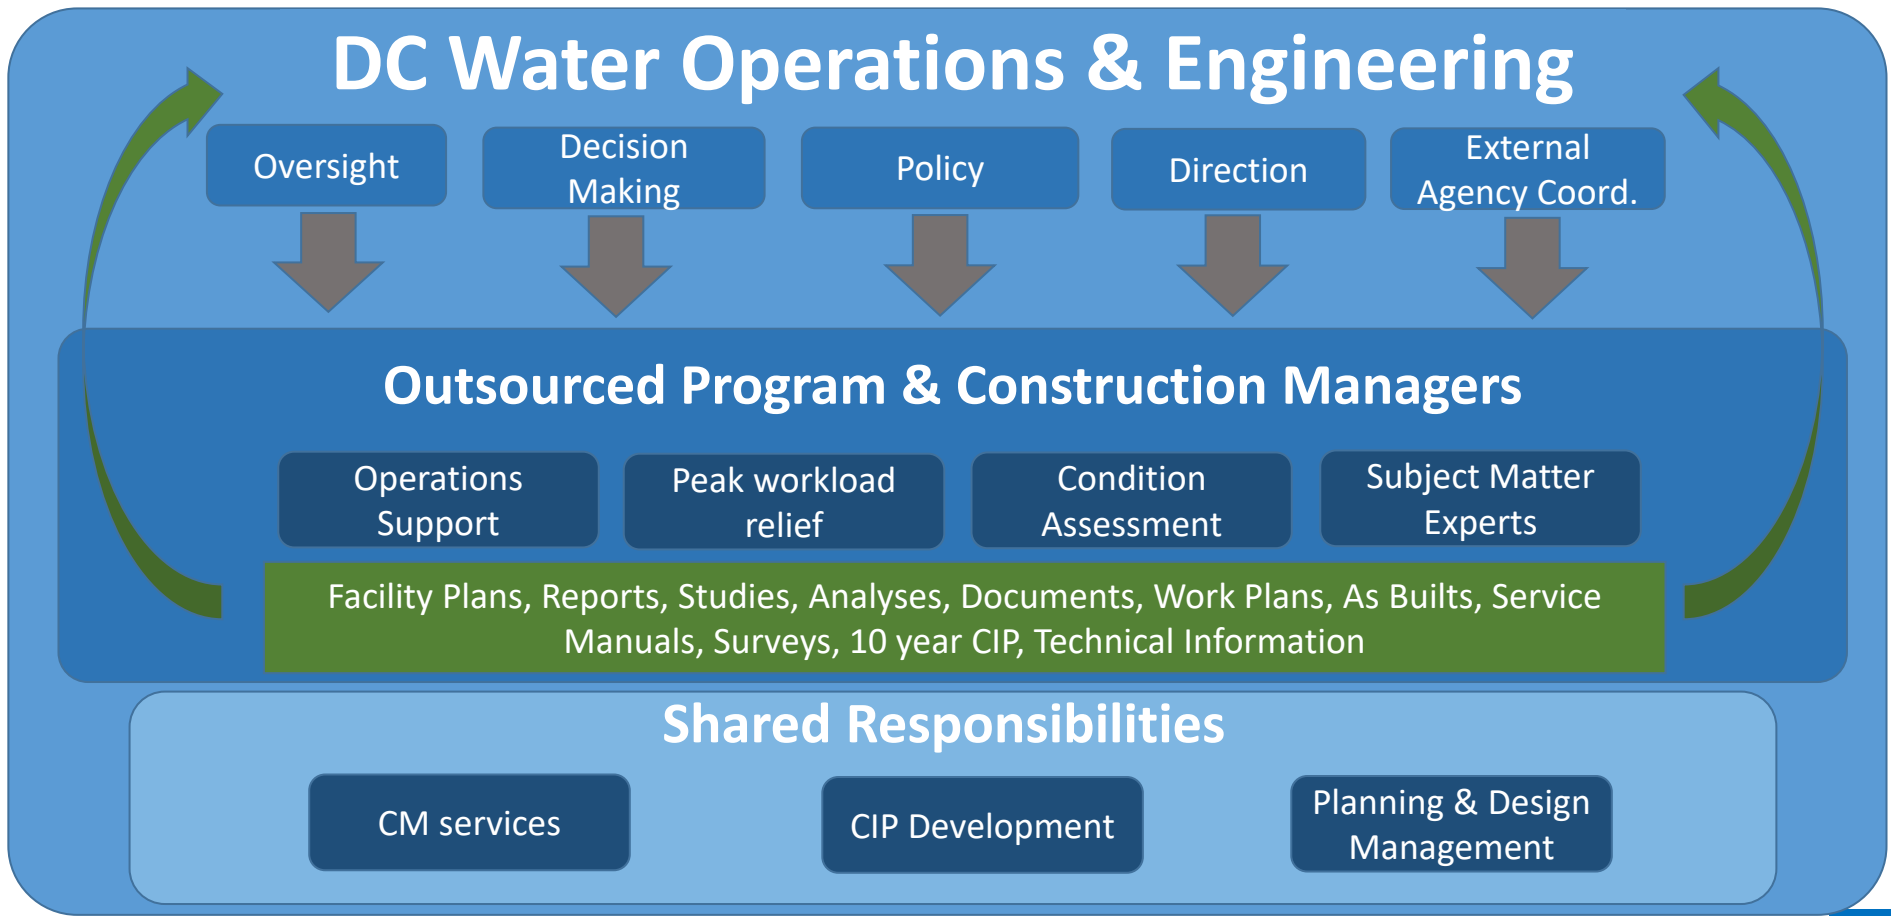 DC Water Operations & Engineering
Oversight
Decision
Making
Policy
Direction
External
Agency Coord.
Outsourced Program & Construction Managers
Operations
Support
Peak workload
relief
Condition
Assessment
Subject Matter
Experts
Facility Plans, Reports, Studies, Analyses, Documents, Work Plans, As Builts, Service
Manuals, Surveys, 10 year CIP, Technical Information
Shared Responsibilities
CM services
CIP Development
Planning & Design
Management